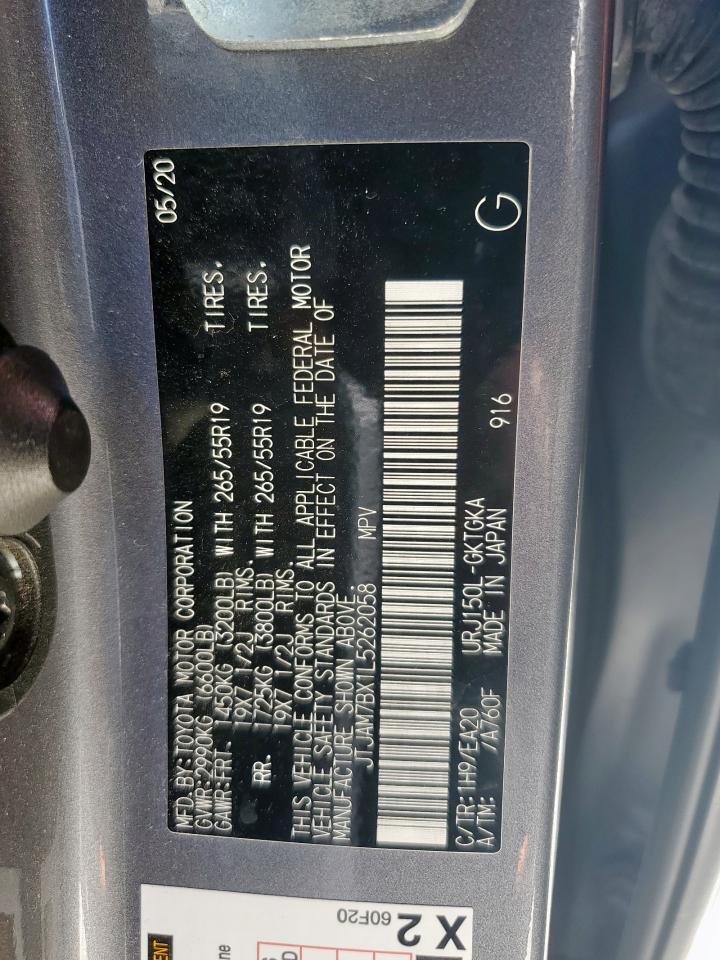 MFD. BY: TOYOTA MOTOR CORPORATION 05/20
GVWR: 2990KG (6600LB)
GAWR: FRT. 1450KG (3200LB) WITH 265/55R19 TIRES.
19X7 1/2J RIMS.
RR. 1725KG (3800LB) WITH 265/55R19 TIRES.
19X7 1/2J RIMS.
THIS VEHICLE CONFORMS TO ALL APPLICABLE FEDERAL MOTOR
VEHICLE SAFETY STANDARDS IN EFFECT ON THE DATE OF
MANUFACTURE SHOWN ABOVE.
JTJAM7BX1L5262058 MPV
C/TR: 1H9/EA20 URJ150L-GKTGKA 916
A/TM: /A760F MADE IN JAPAN
G
X 2
60F20